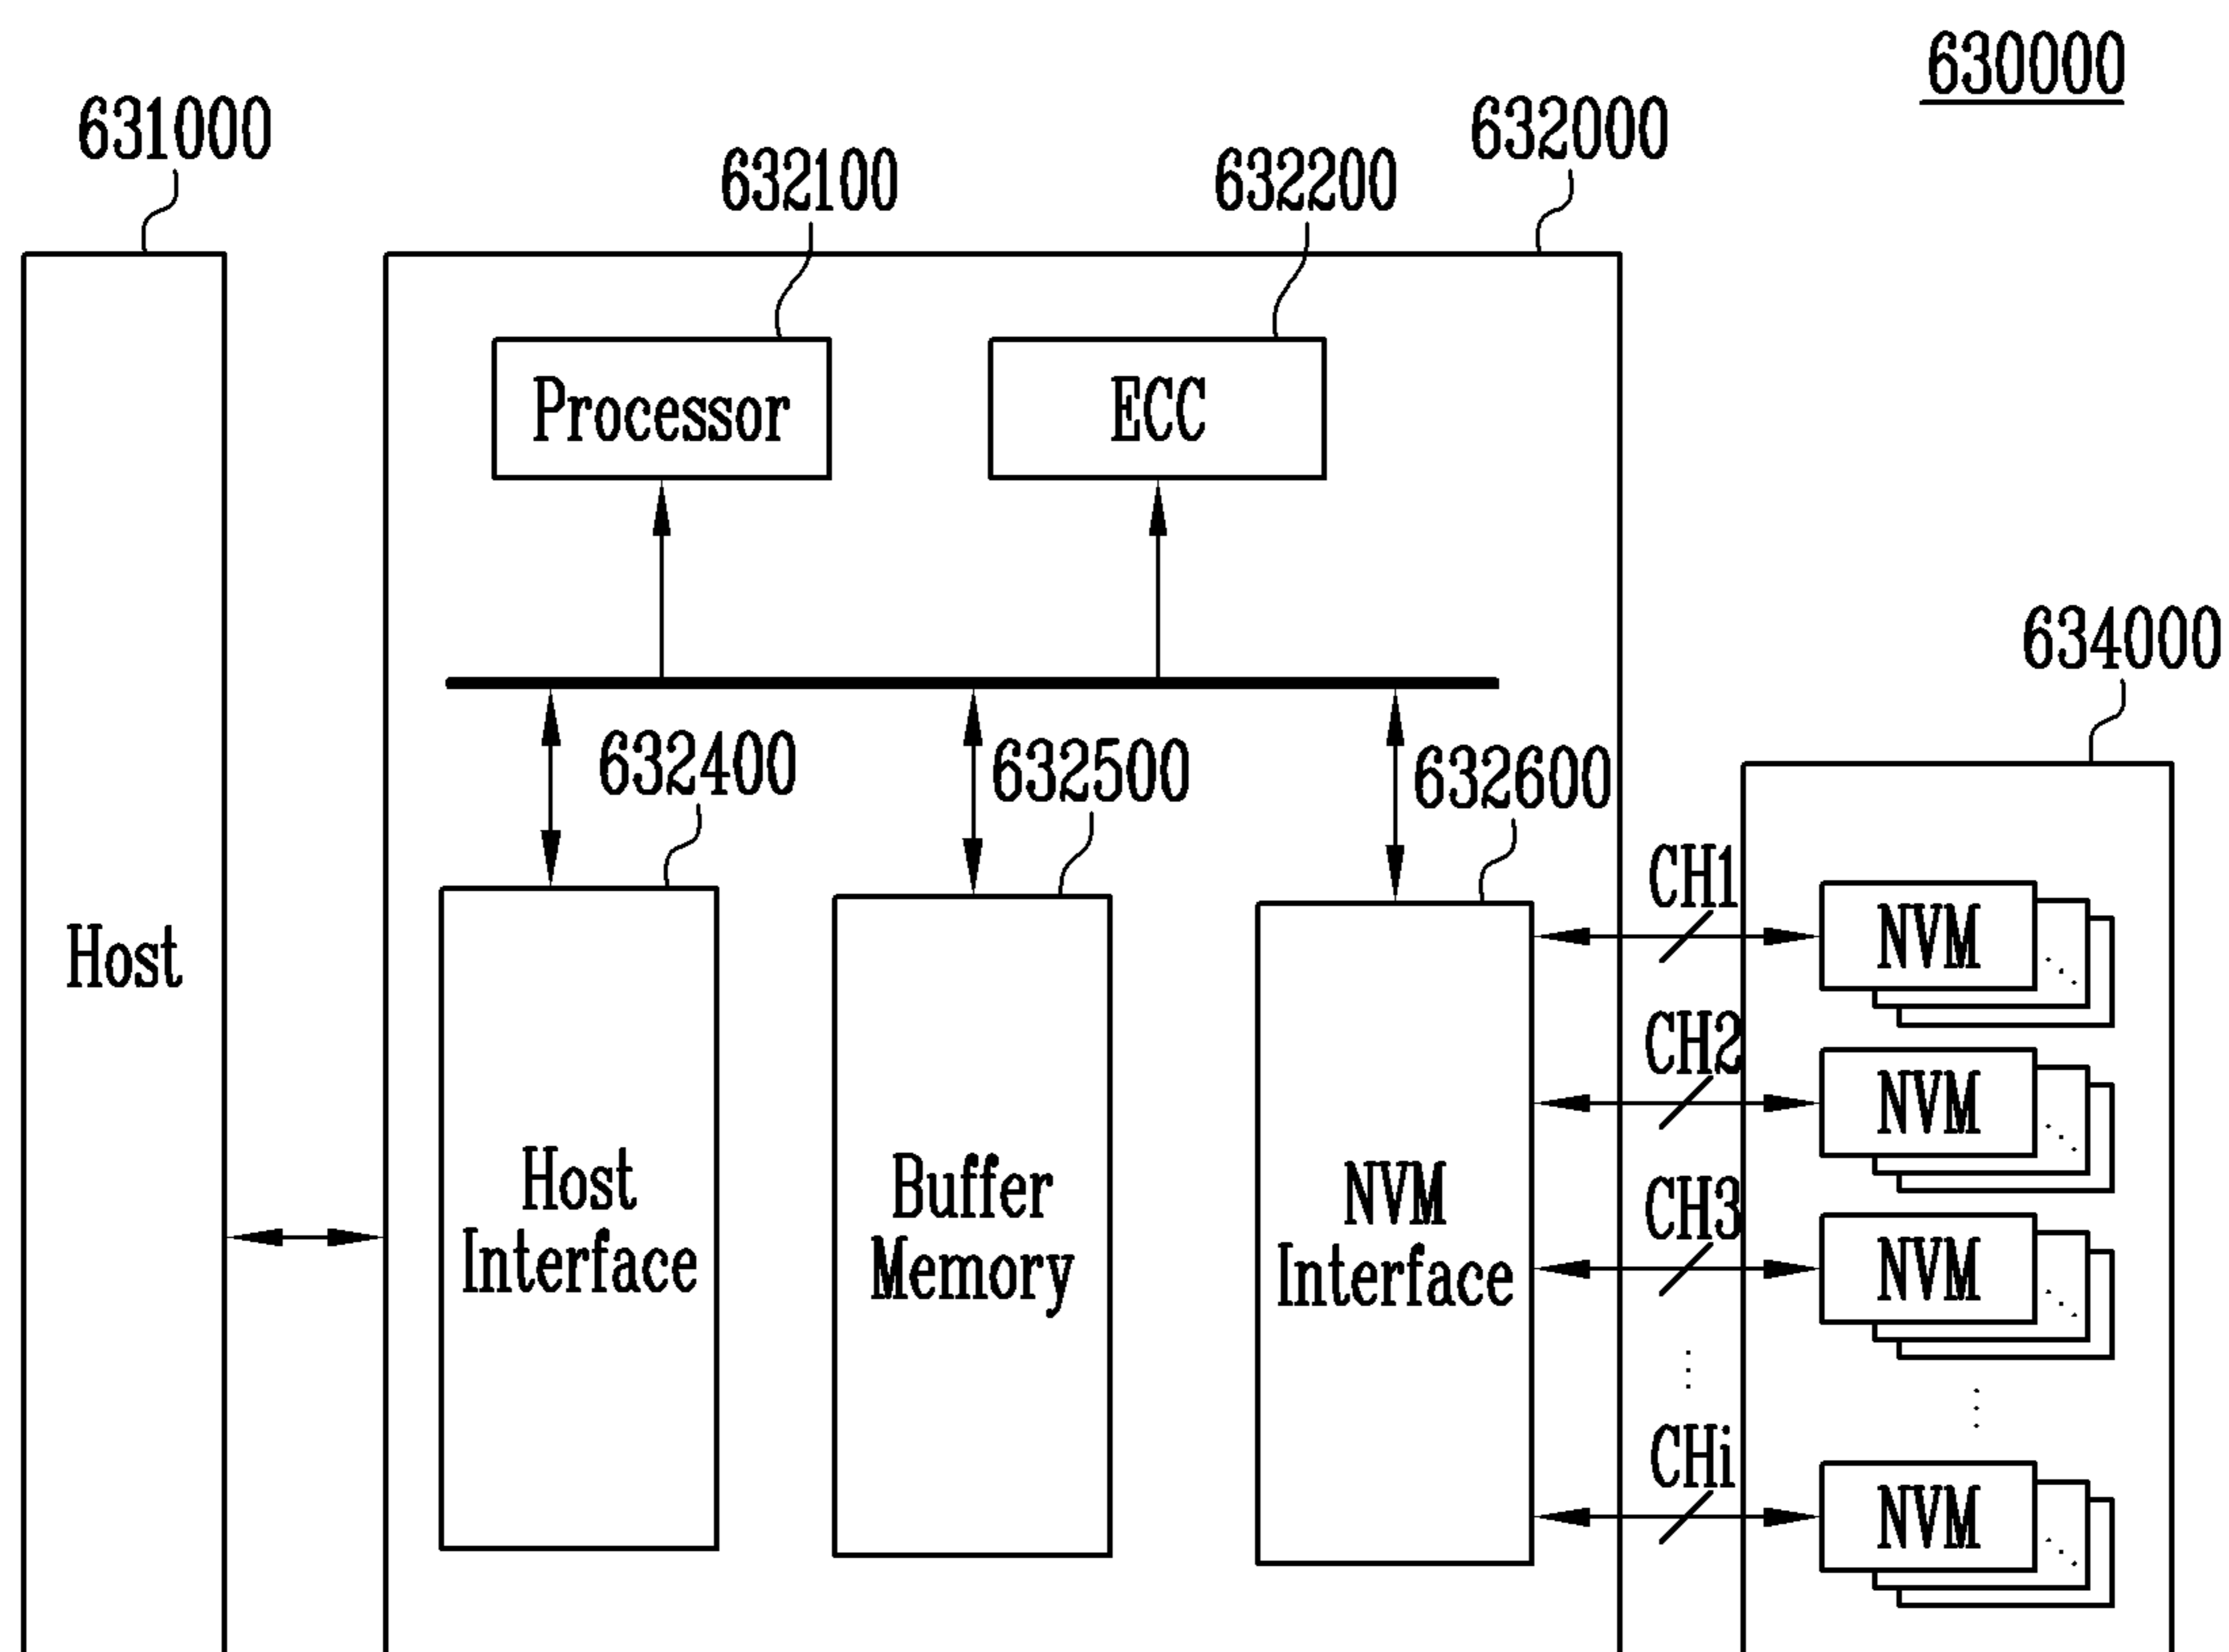 630000
631000
632000
632100
632200
Processor
ECC
634000
632400
632500
632600
CH1
NVM
Host
CH2
NVM
Host
Interface
Buffer
Memory
NVM
Interface
CH3
NVM
CHi
NVM